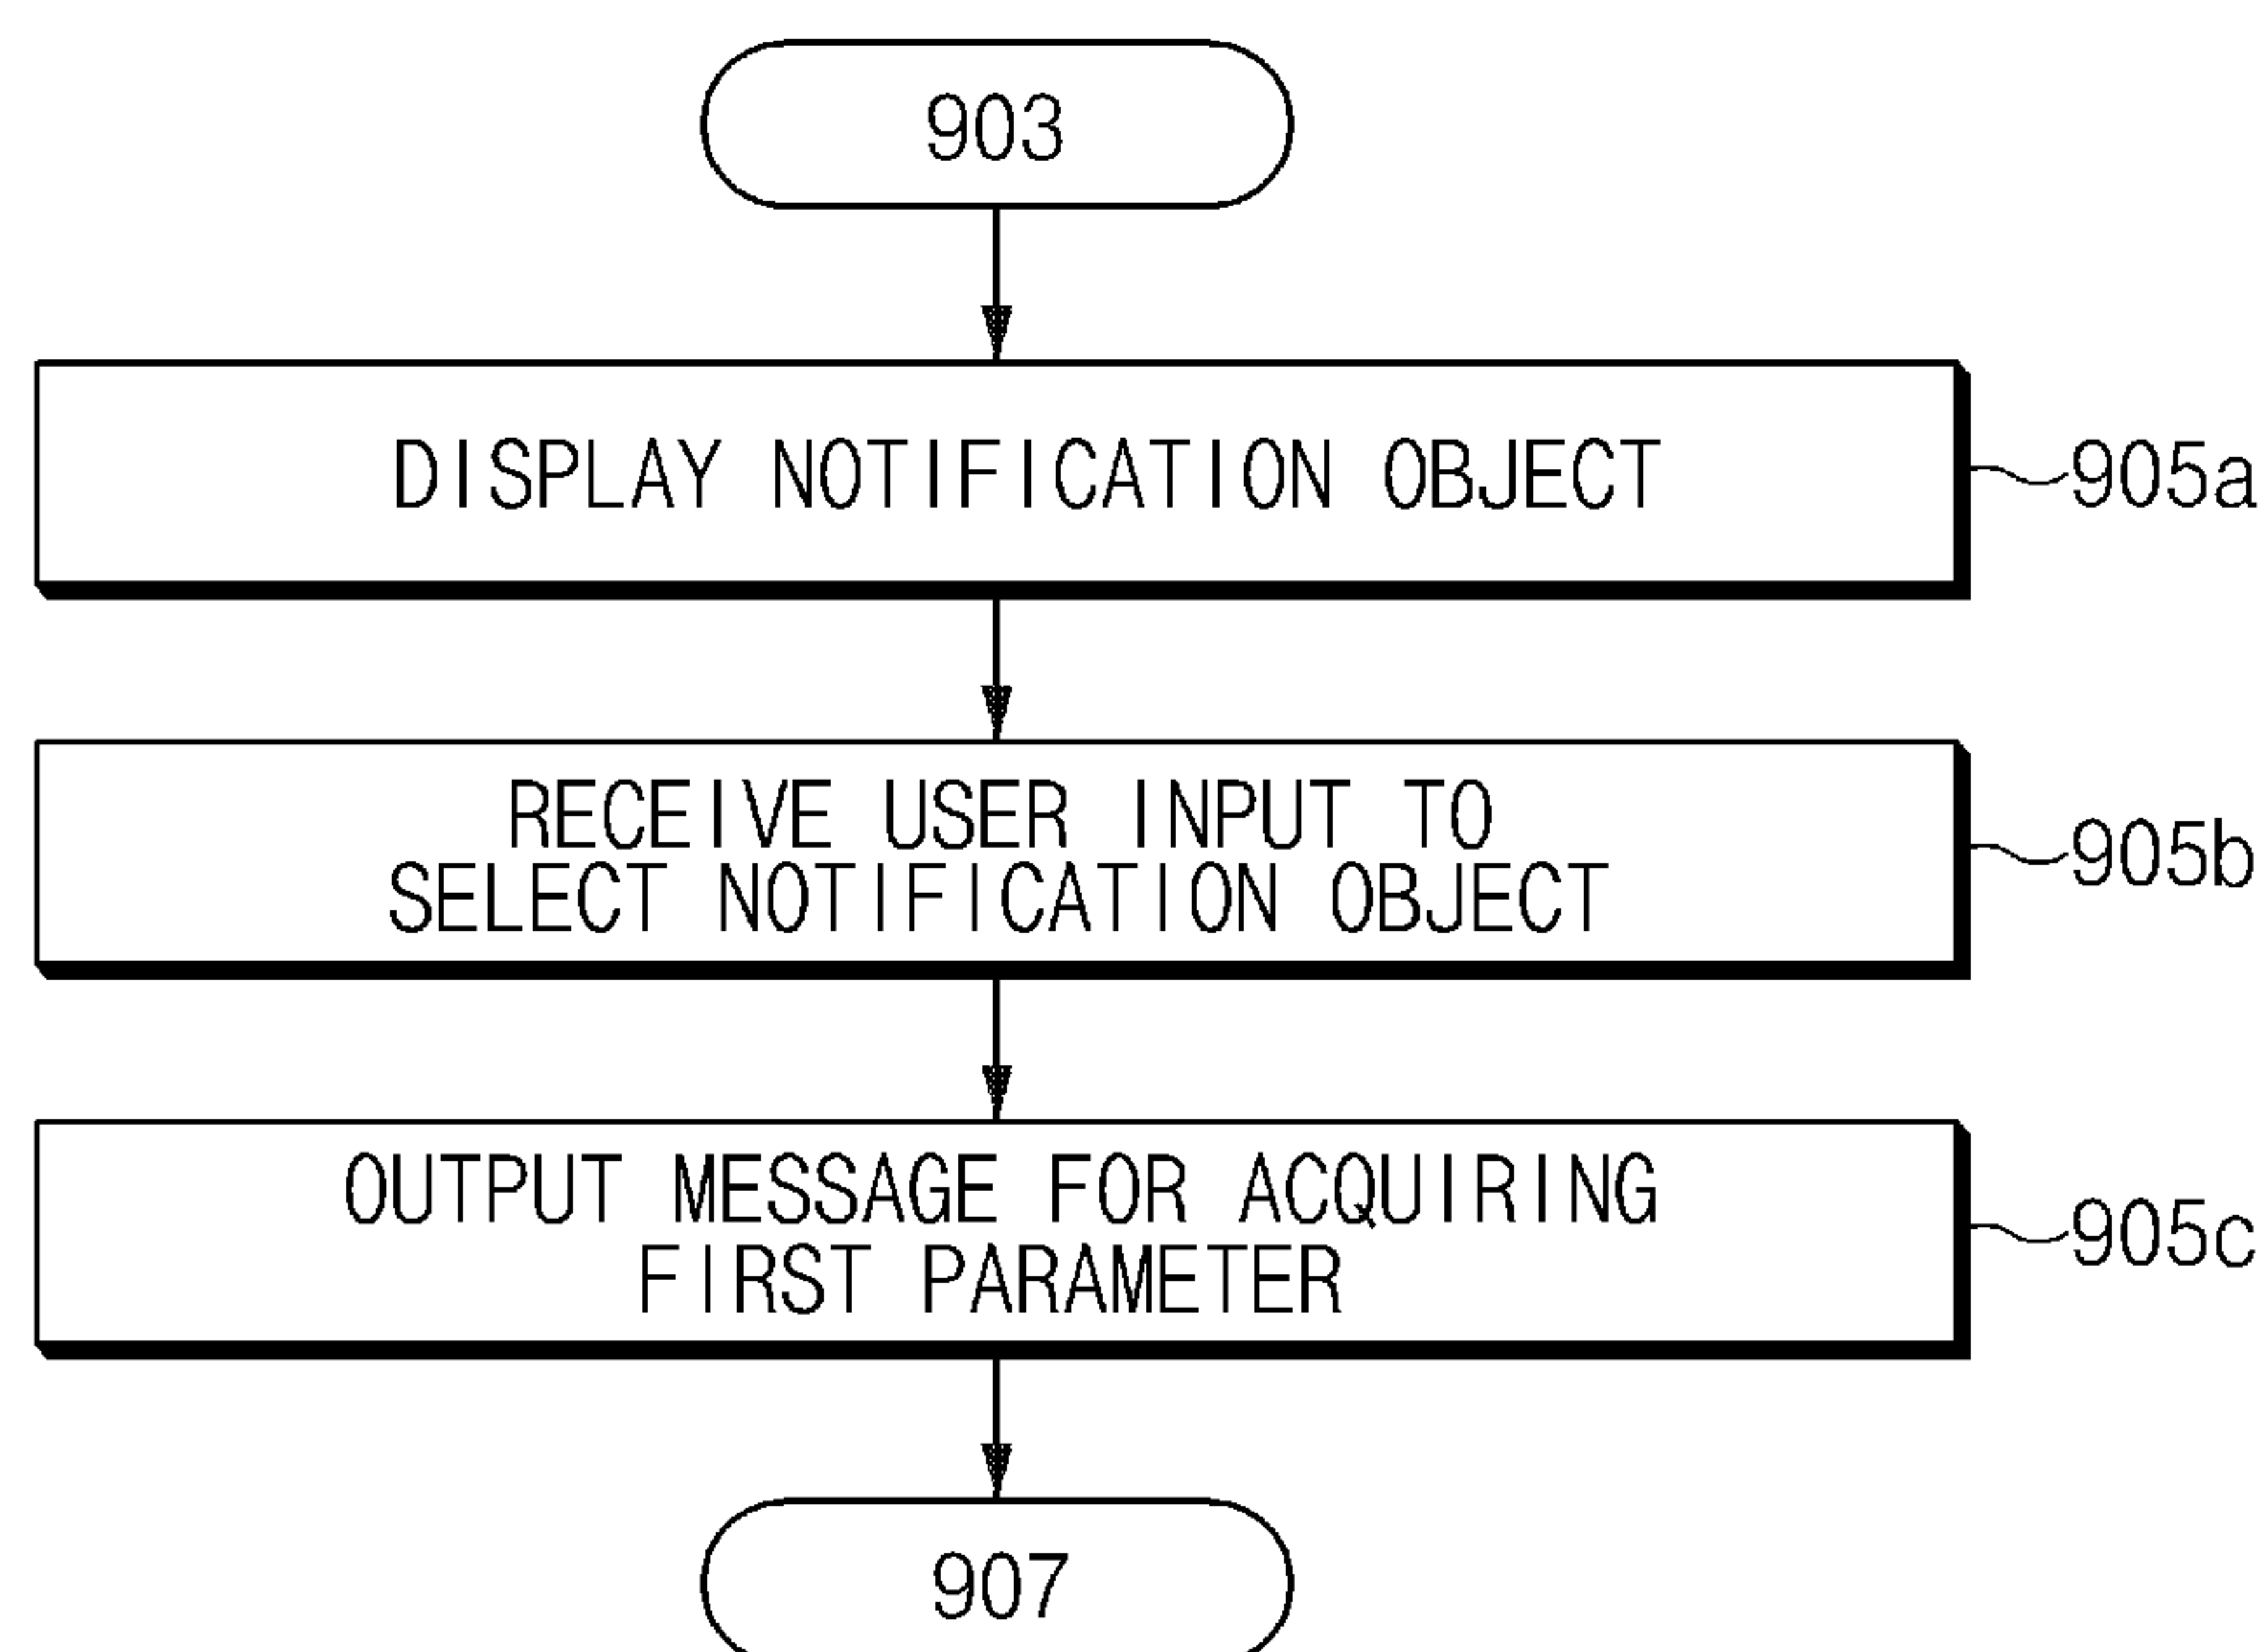 903
DISPLAY NOTIFICATION OBJECT
905a
RECEIVE USER INPUT TO
SELECT NOTIFICATION OBJECT
905b
OUTPUT MESSAGE FOR ACQUIRING
FIRST PARAMETER
905c
907